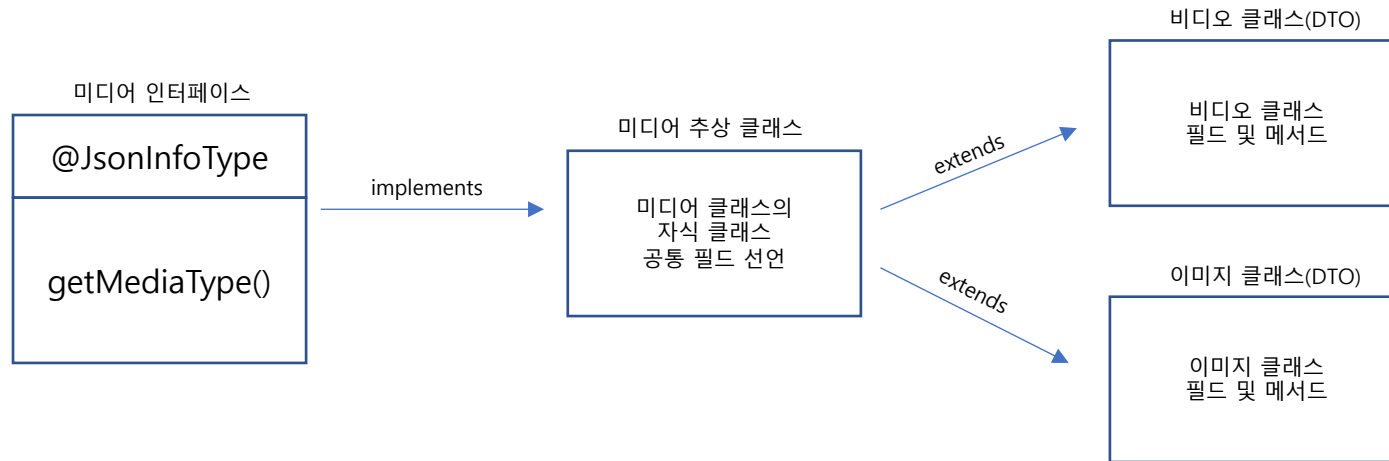 미디어 인터페이스
@JsonInfoType
getMediaType()
implements
미디어 추상 클래스
미디어 클래스의
자식 클래스
공통 필드 선언
extends
extends
비디오 클래스(DTO)
비디오 클래스
필드 및 메서드
이미지 클래스(DTO)
이미지 클래스
필드 및 메서드